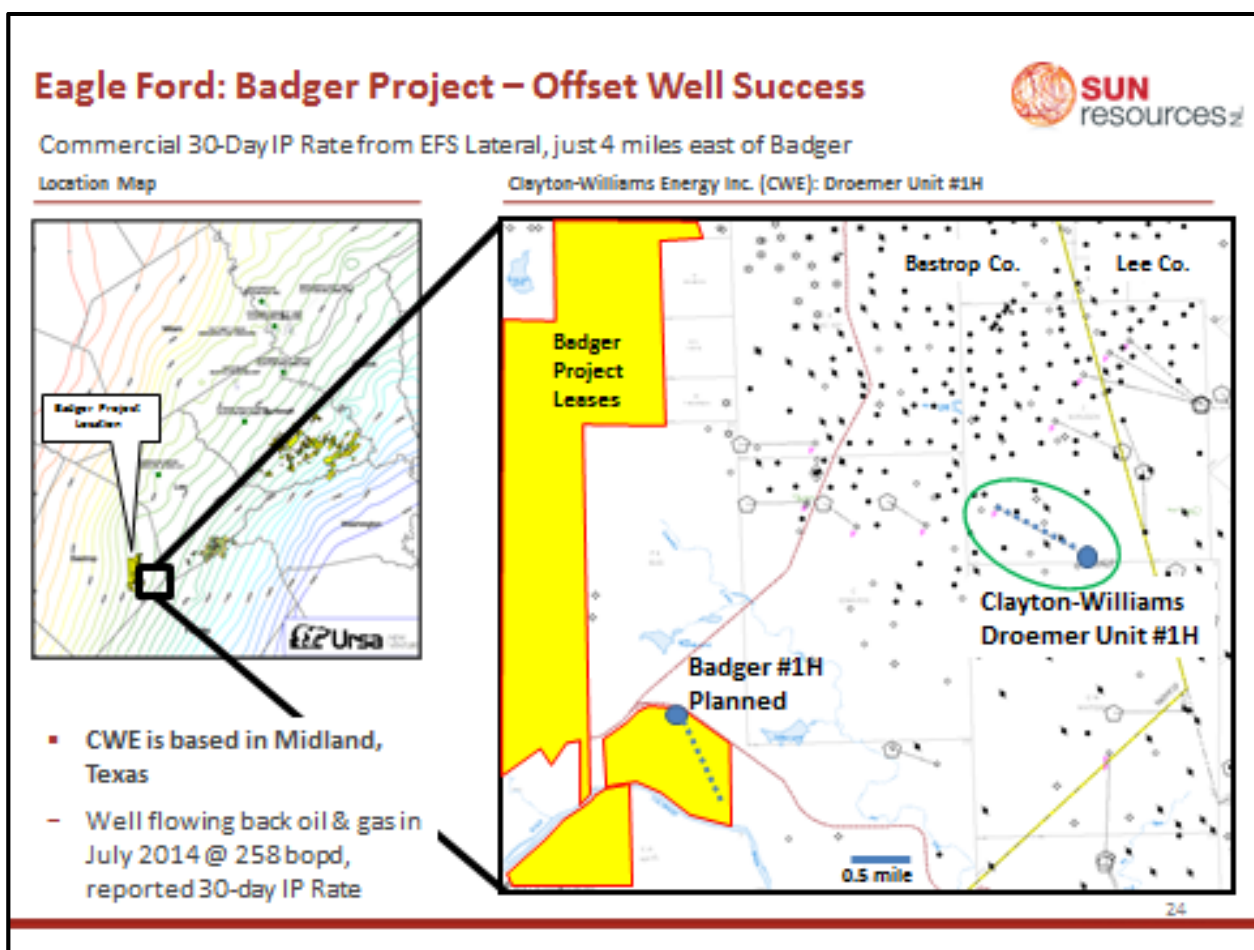 Eagle Ford: Badger Project – Offset Well Success
SUN
resources NL
Commercial 30-Day IP Rate from EFS Lateral, just 4 miles east of Badger
Location Map
Clayton-Williams Energy Inc. (CWE): Droemer Unit #1H
Badger Project
Location
Ursa
Bastrop Co.
Lee Co.
Badger
Project
Leases
Clayton-Williams
Droemer Unit #1H
Badger #1H
Planned
0.5 mile
▪ CWE is based in Midland,
Texas
– Well flowing back oil & gas in
July 2014 @ 258 bopd,
reported 30-day IP Rate
24